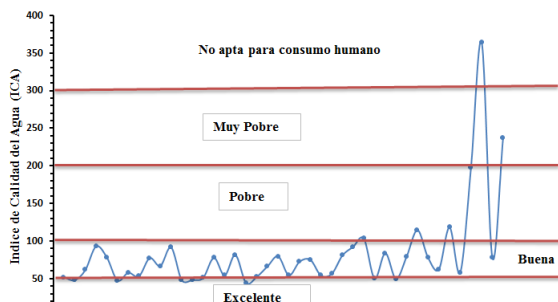 400
350
300
250
200
150
100
50
Indice de Calidad del Agua (ICA)
No apta para consumo humano
Muy Pobre
Pobre
Buena
Excelente